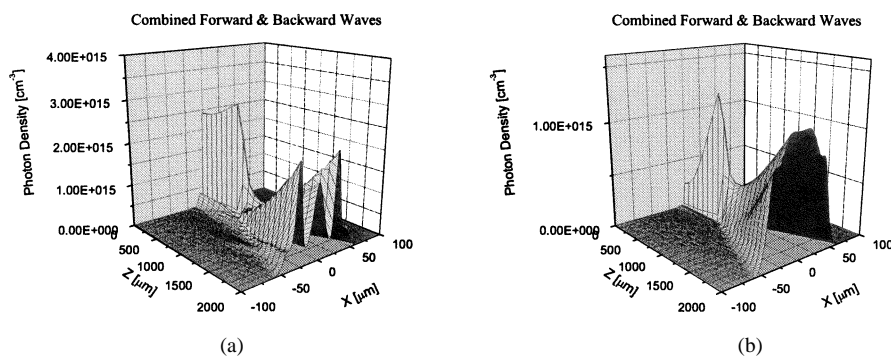 Combined Forward & Backward Waves
4.00E+015
3.00E+015
2.00E+015
1.00E+015
0.00E+000
Photon Density [cm-3]
0
500
1000
1500
2000
Z [μm]
-100
-50
0
50
100
X [μm]
(a)
Combined Forward & Backward Waves
1.00E+015
0.00E+000
Photon Density [cm-3]
0
500
1000
1500
2000
Z [μm]
-100
-50
0
50
100
X [μm]
(b)